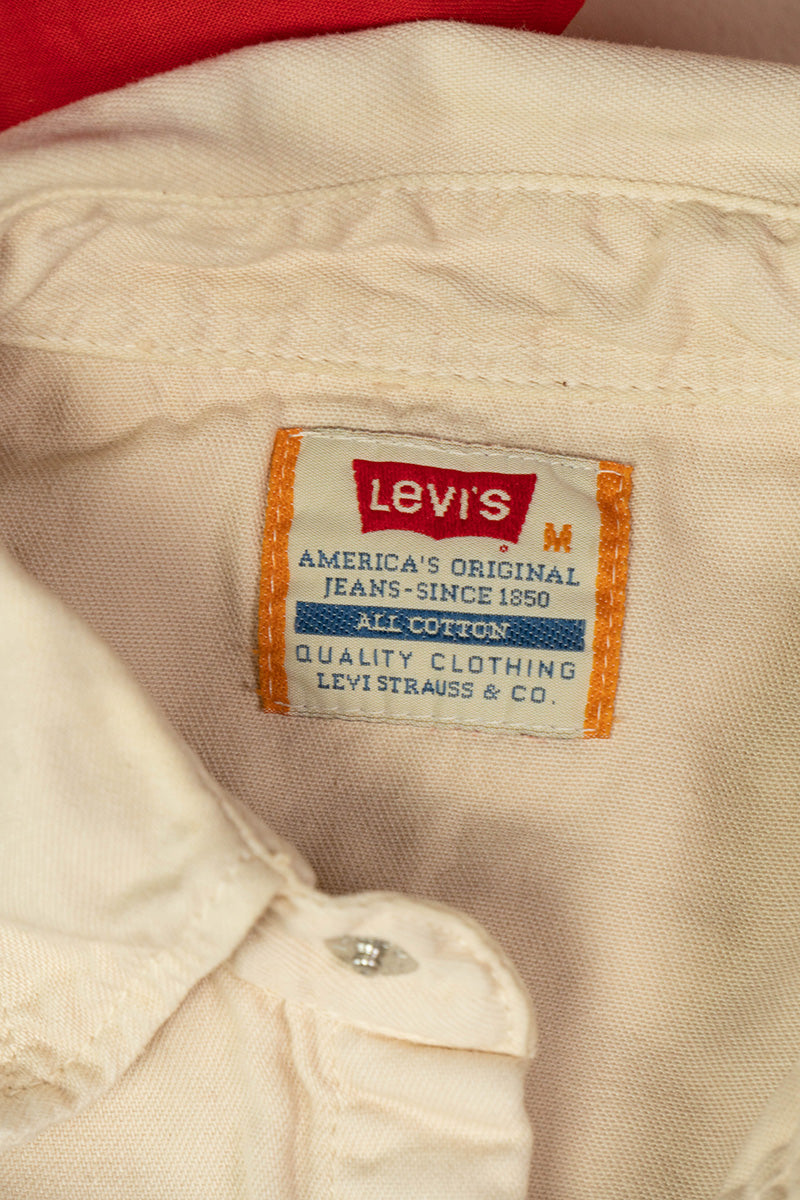 LEVI'S
M
AMERICA'S ORIGINAL
JEANS-SINCE 1850
ALL COTTON
QUALITY CLOTHING
LEVI STRAUSS & CO.